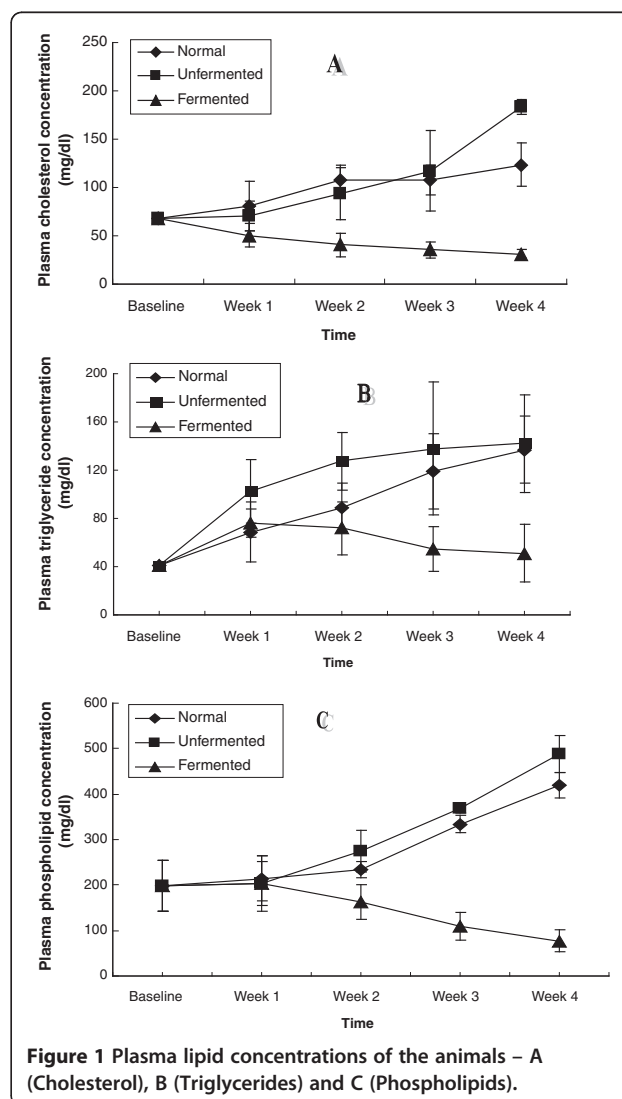 250
200
150
100
50
0
Plasma cholesterol concentration
(mg/dl)
Normal
Unfermented
Fermented
A
Baseline Week 1 Week 2 Week 3 Week 4
Time
200
160
120
80
40
0
Plasma triglyceride concentration
(mg/dl)
Normal
Unfermented
Fermented
B
Baseline Week 1 Week 2 Week 3 Week 4
Time
600
500
400
300
200
100
0
Plasma phospholipid concentration
(mg/dl)
Normal
Unfermented
Fermented
C
Baseline Week 1 Week 2 Week 3 Week 4
Time
Figure 1 Plasma lipid concentrations of the animals – A
(Cholesterol), B (Triglycerides) and C (Phospholipids).